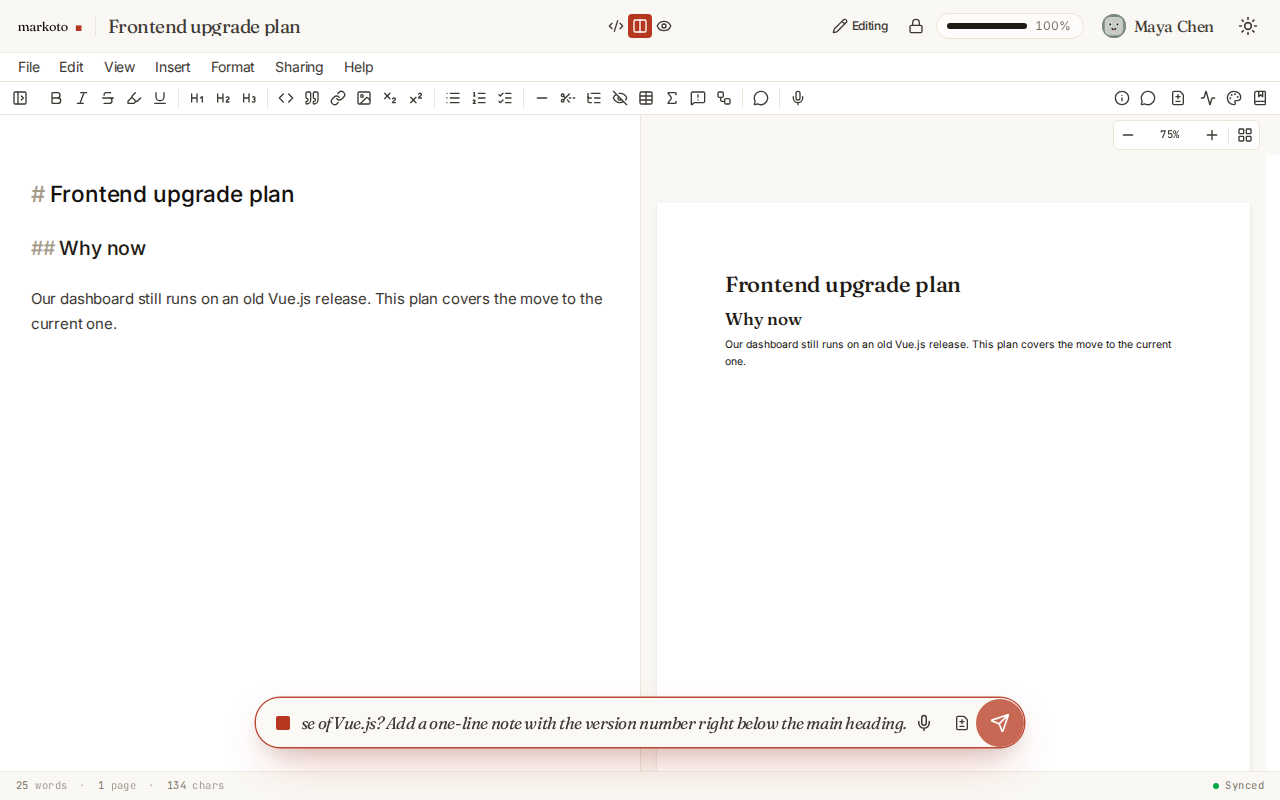 markoto
Frontend upgrade plan
Editing
100%
Maya Chen
File Edit View Insert Format Sharing Help
H1 H2 H3
75%
# Frontend upgrade plan
## Why now
Our dashboard still runs on an old Vue.js release. This plan covers the move to the
current one.
Frontend upgrade plan
Why now
Our dashboard still runs on an old Vue.js release. This plan covers the move to the current
one.
se of Vue.js? Add a one-line note with the version number right below the main heading.
25 words · 1 page · 134 chars
Synced